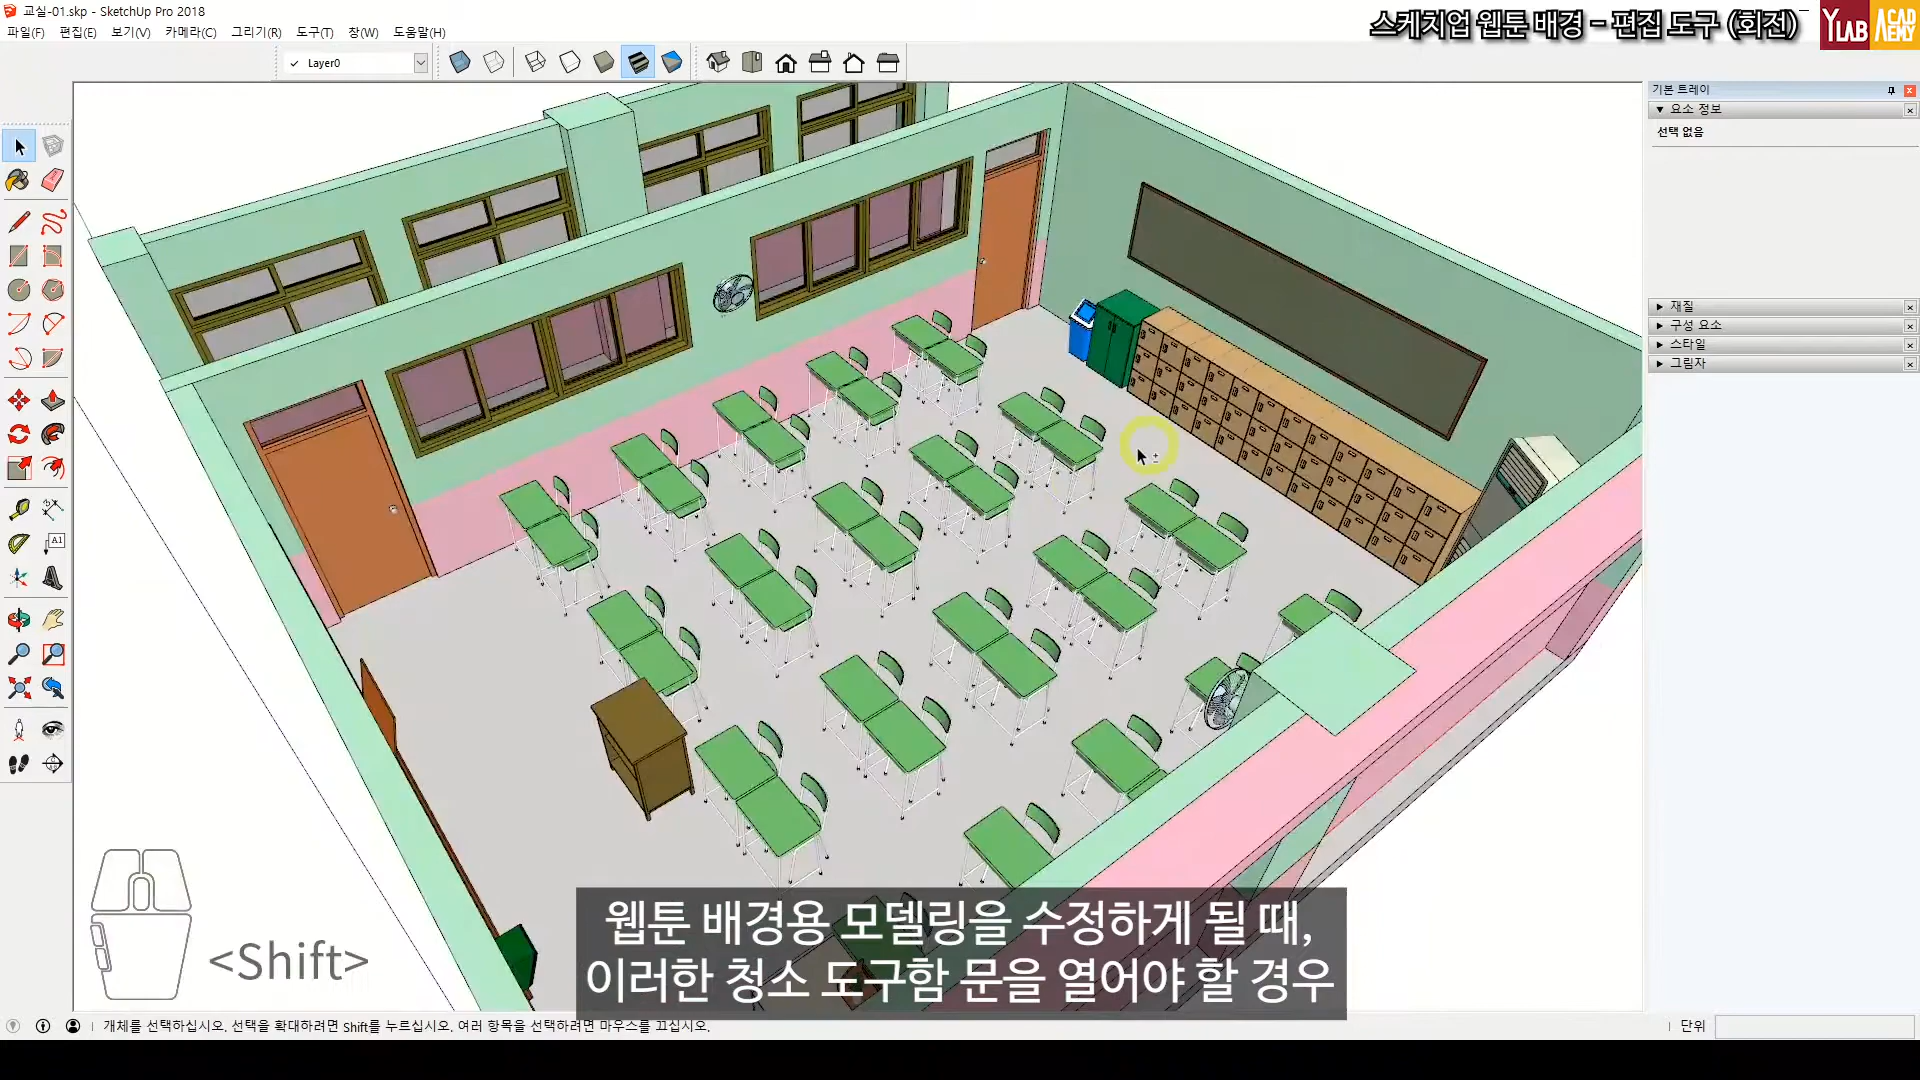 교실-01.skp - SketchUp Pro 2018
스케치업 웹툰 배경 - 편집 도구 (회전)
YLAB ACADEMY
파일(F) 편집(E) 보기(V) 카메라(C) 그리기(R) 도구(T) 창(W) 도움말(H)
Layer0
기본 트레이
요소 정보
선택 없음
재질
구성 요소
스타일
그림자
A1
<Shift>
웹툰 배경용 모델링을 수정하게 될 때,
이러한 청소 도구함 문을 열어야 할 경우
개체를 선택하십시오. 선택을 확대하려면 Shift를 누르십시오. 여러 항목을 선택하려면 마우스를 끄십시오.
단위